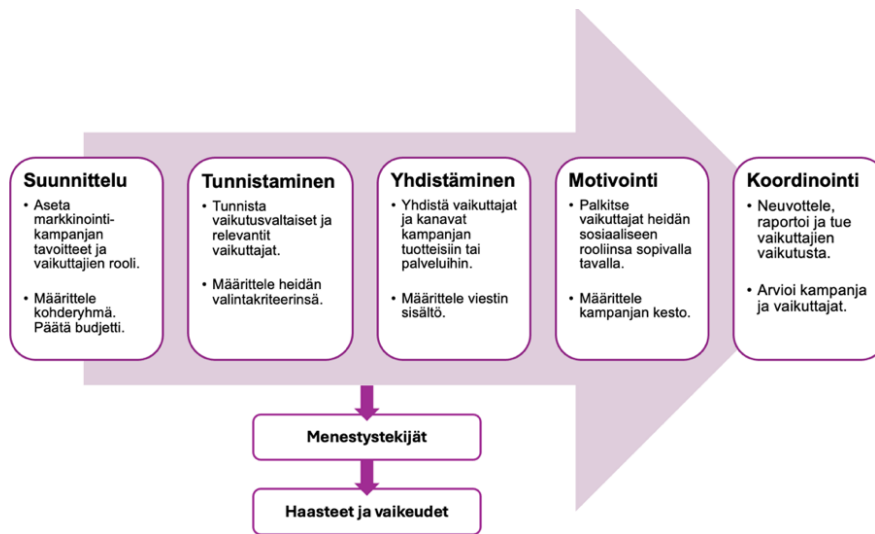 Suunnittelu
• Aseta
markkinointi-
kampanjan
tavoitteet ja
vaikuttajien rooli.
• Määrittele
kohderyhmä.
Päätä budjetti.
Tunnistaminen
• Tunnista
vaikutusvaltaiset ja
relevantit
vaikuttajat.
• Määrittele heidän
valintakriteerinsä.
Yhdistäminen
• Yhdistä vaikuttajat
ja kanavat
kampanjan
tuotteisiin tai
palveluihin.
• Määrittele viestin
sisältö.
Motivointi
• Palkitse
vaikuttajat heidän
sosiaaliseen
rooliinsa sopivalla
tavalla.
• Määrittele
kampanjan kesto.
Koordinointi
• Neuvottele,
raportoi ja tue
vaikuttajien
vaikutusta.
• Arvioi kampanja
ja vaikuttajat.
Menestystekijät
Haasteet ja vaikeudet